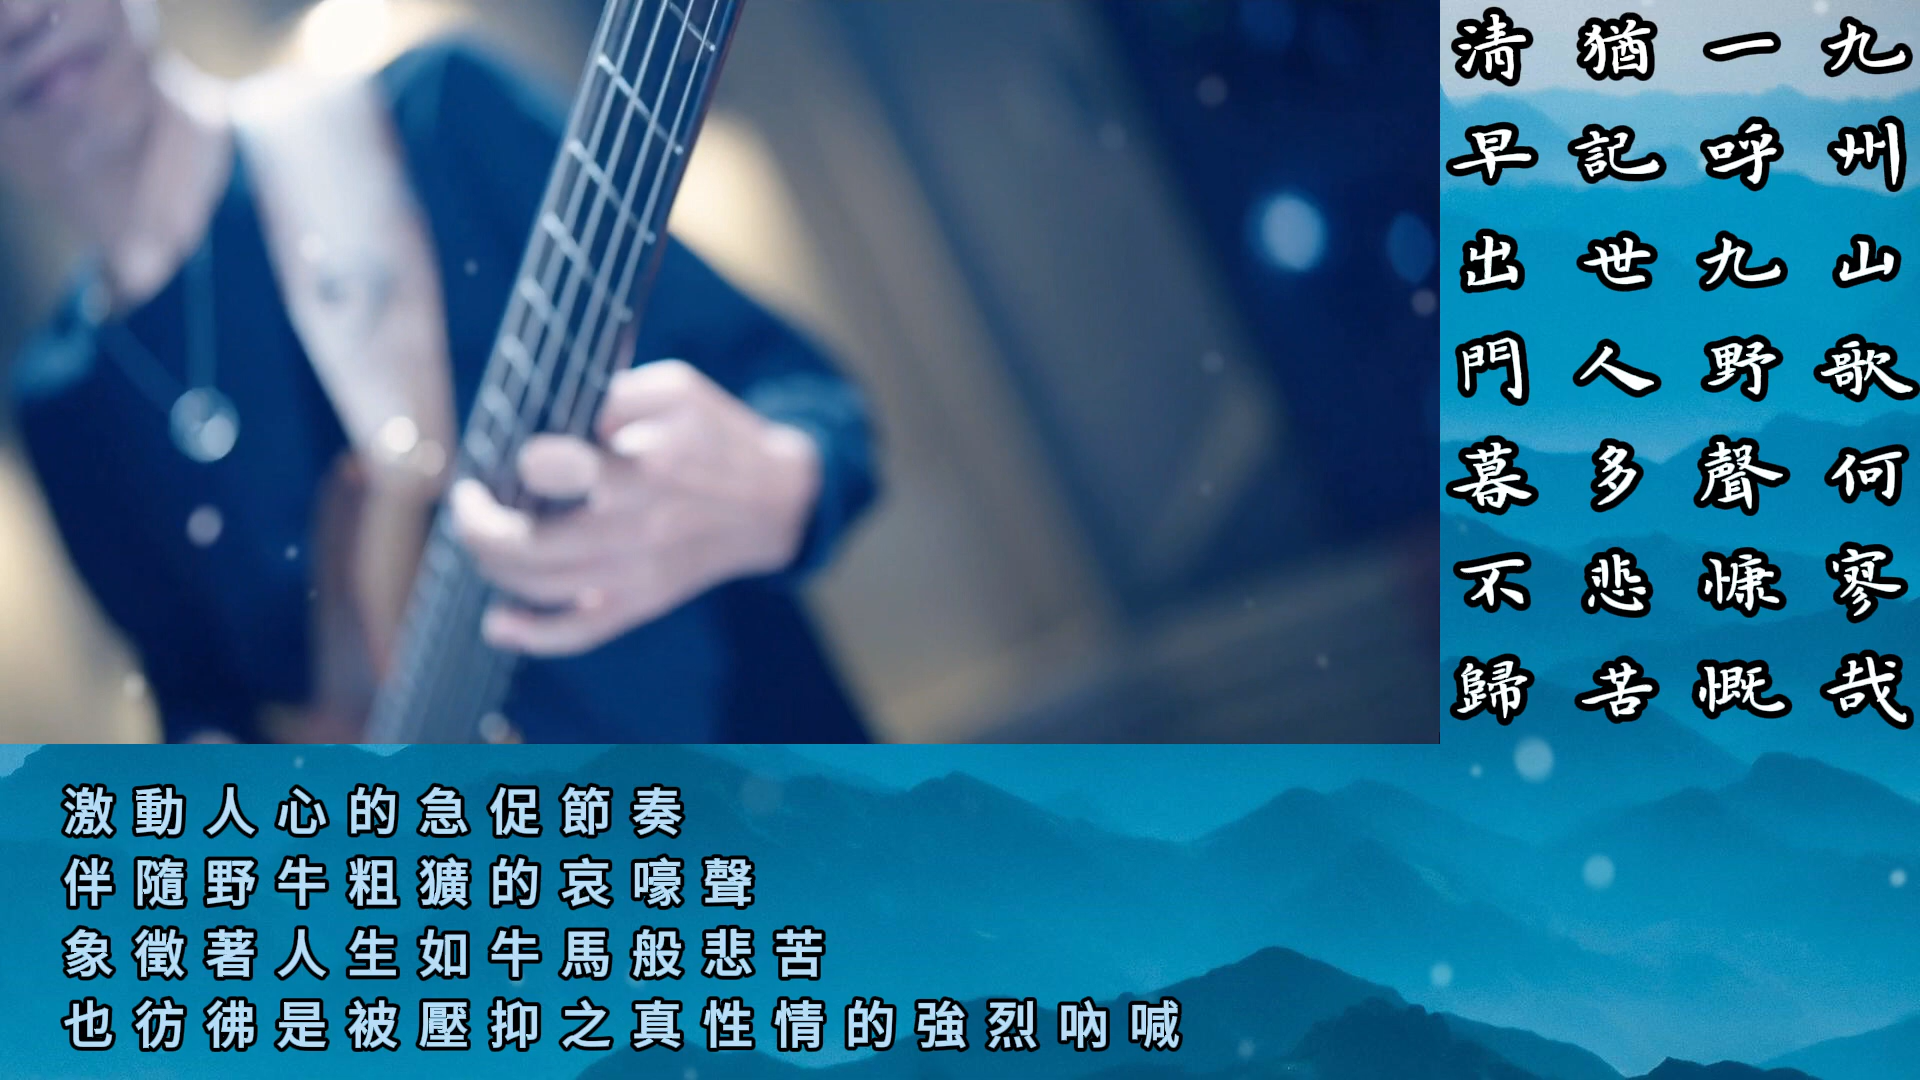 九州山歌何寥哉
一呼九野聲慷慨
猶記世人多悲苦
清早出門暮不歸
激動人心的急促節奏
伴隨野牛粗獷的哀嚎聲
象徵著人生如牛馬般悲苦
也彷彿是被壓抑之真性情的強烈吶喊